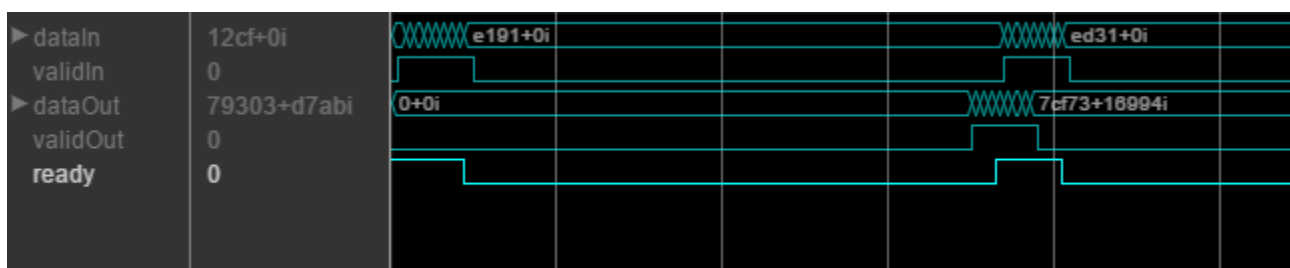 dataIn 12cf+0i e191+0i ed31+0i
validIn 0
dataOut 79303+d7abi 0+0i 7cf73+16994i
validOut 0
ready 0